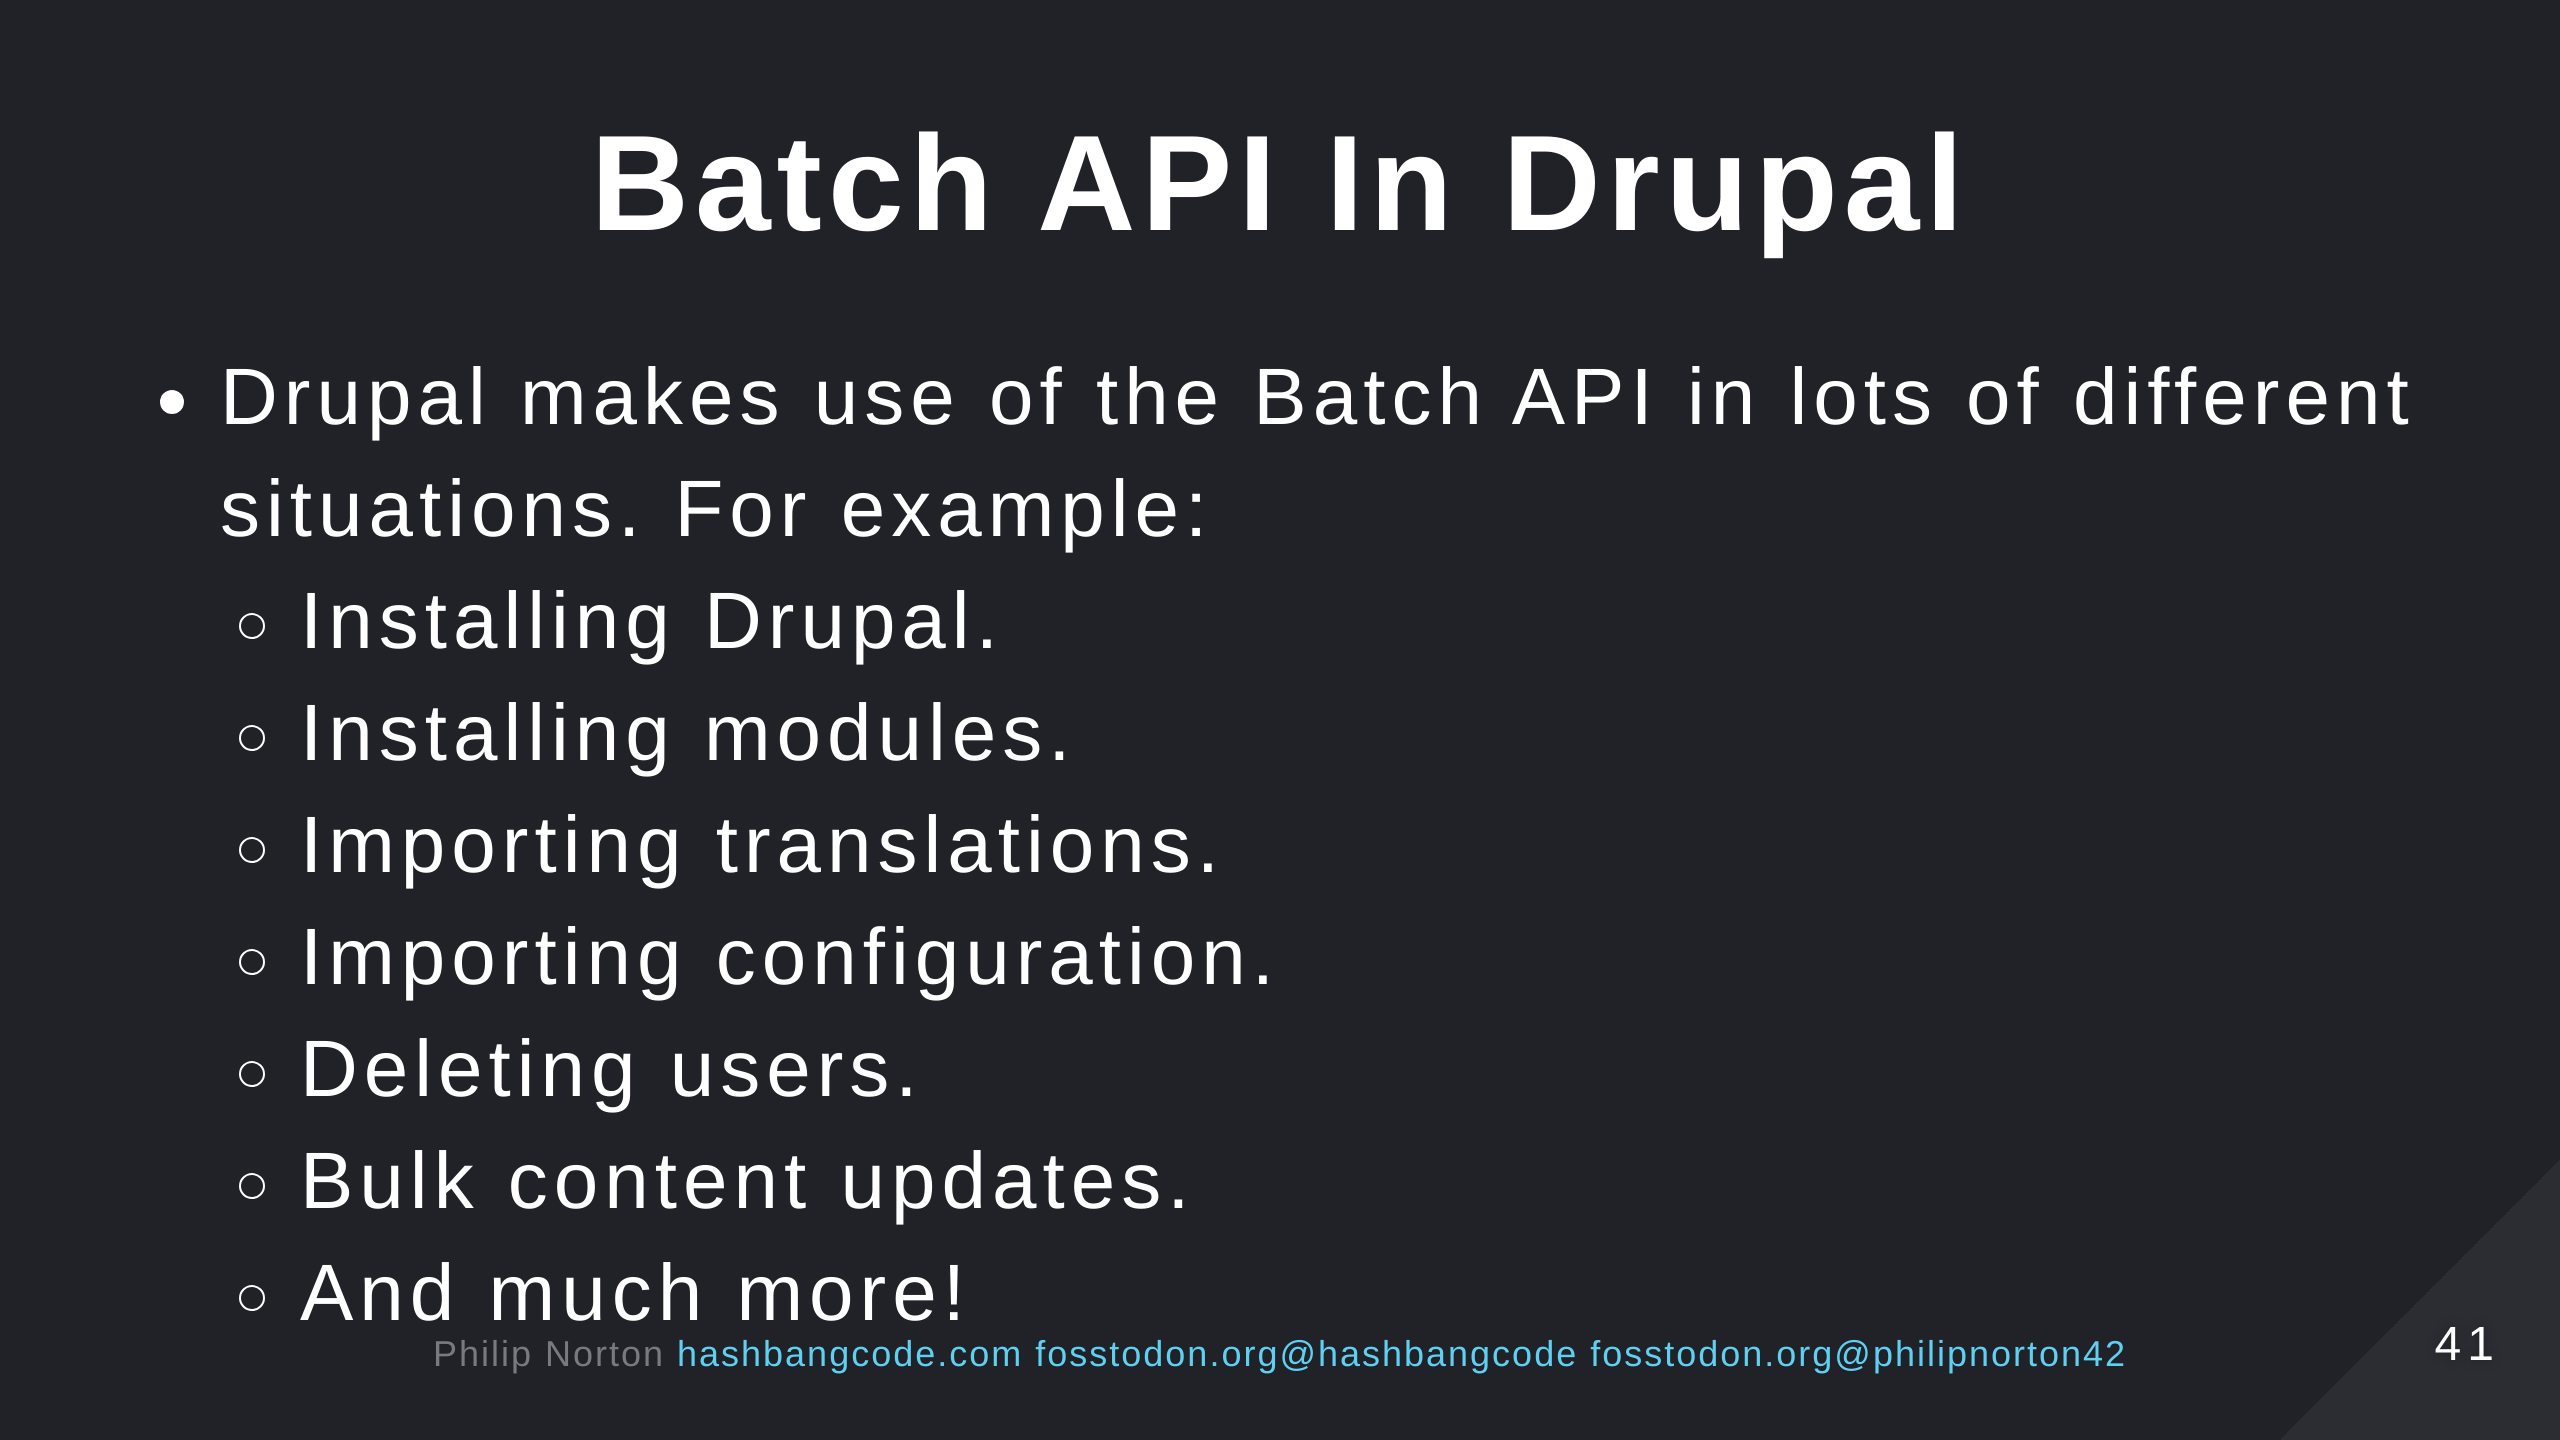 Batch API In Drupal
Drupal makes use of the Batch API in lots of different
situations. For example:
Installing Drupal.
Installing modules.
Importing translations.
Importing configuration.
Deleting users.
Bulk content updates.
And much more!
Philip Norton hashbangcode.com fosstodon.org@hashbangcode fosstodon.org@philipnorton42
41